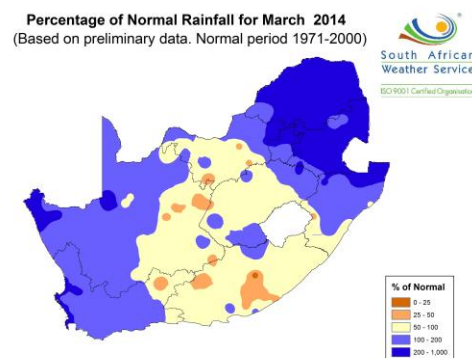 Percentage of Normal Rainfall for March 2014
(Based on preliminary data. Normal period 1971-2000)
South African
Weather Service
ISO 9001 Certified Organisation
% of Normal
0 - 25
25 - 50
50 - 100
100 - 200
200 - 1,000